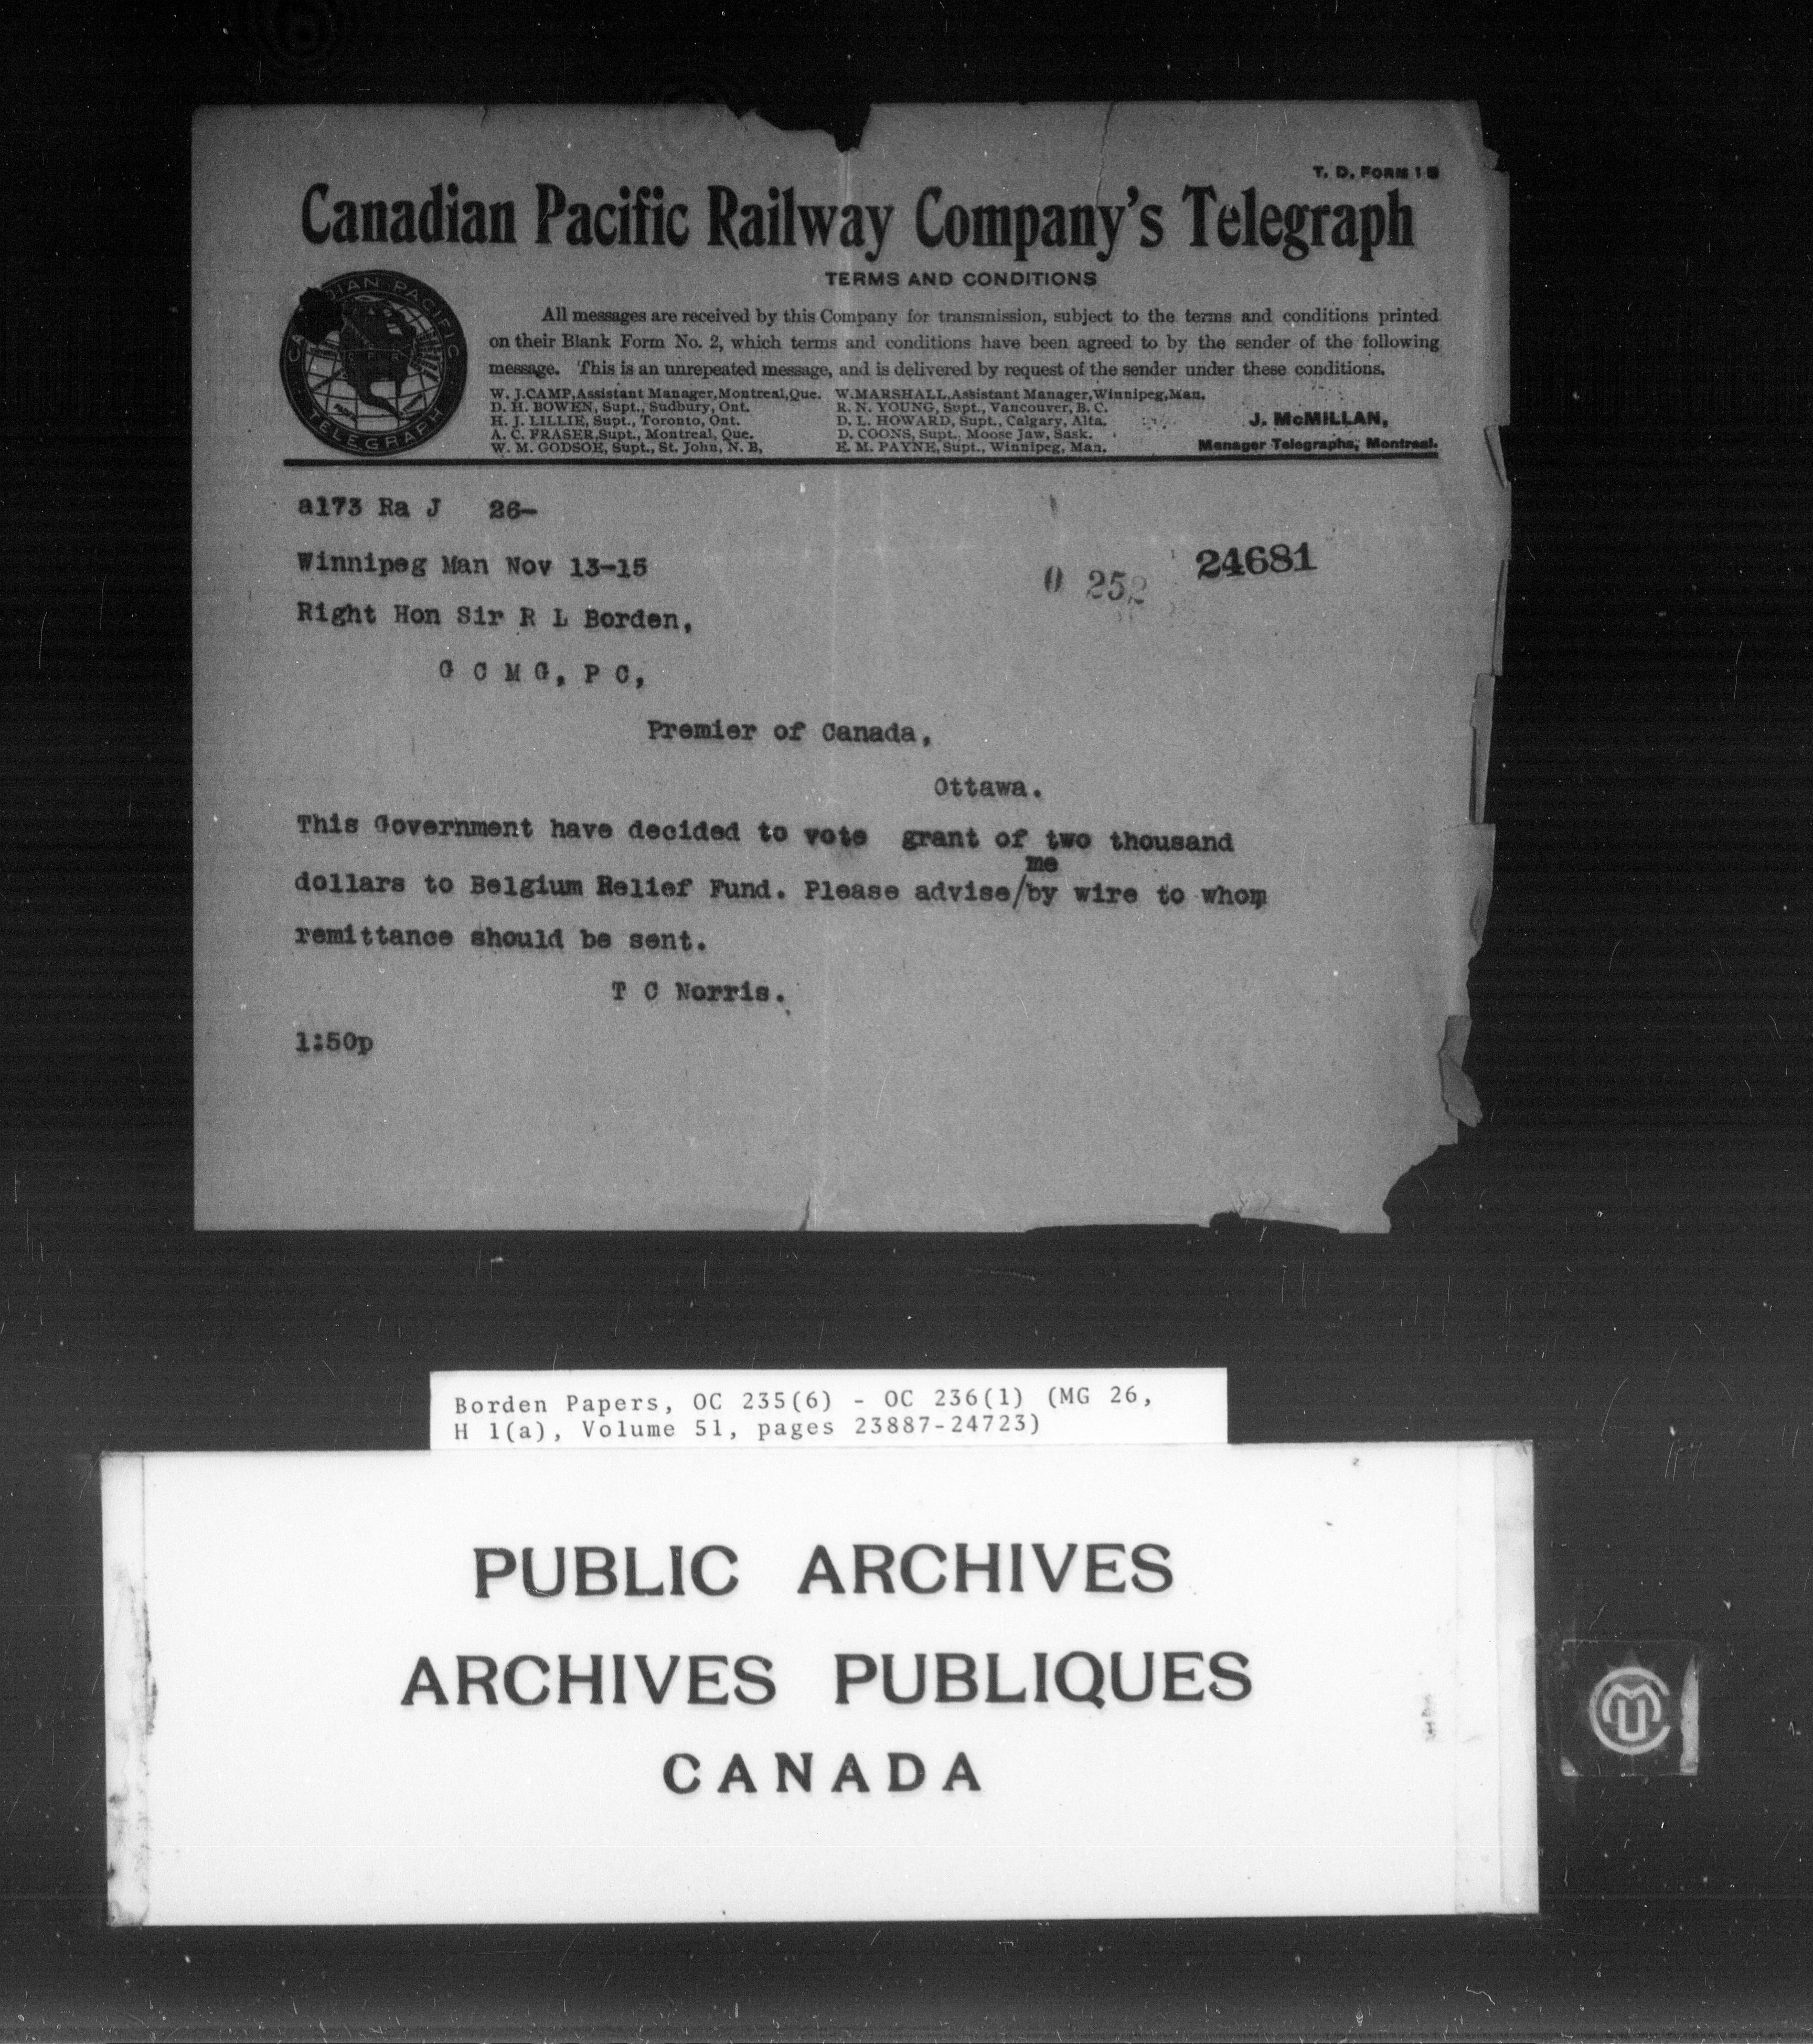 T. D. FORM 1 B
Canadian Pacific Railway Company's Telegraph
TERMS AND CONDITIONS
All messages are received by this Company for transmission, subject to the terms and conditions printed
on their Blank Form No. 2, which terms and conditions have been agreed to by the sender of the following
message. This is an unrepeated message, and is delivered by request of the sender under these conditions.
CANADIAN PACIFIC
C P R
TELEGRAPH
W. J.CAMP,Assistant Manager,Montreal,Que. W.MARSHALL,Assistant Manager,Winnipeg,Man.
D. H. BOWEN, Supt., Sudbury, Ont. R. N. YOUNG, Supt., Vancouver, B. C.
H. J. LILLIE, Supt., Toronto, Ont. D. L. HOWARD, Supt., Calgary, Alta.
A. C. FRASER,Supt., Montreal, Que. D. COONS, Supt. Moose Jaw, Sask.
W. M. GODSOE, Supt., St. John, N. B, E. M. PAYNE, Supt., Winnipeg, Man.
J. McMILLAN,
Manager Telegraphs, Montreal.
a173 Ra J 26-
Winnipeg Man Nov 13-15
0 252 24681
Right Hon Sir R L Borden,
G C M G, P C,
Premier of Canada,
Ottawa.
This Government have decided to vote grant of two thousand
me
dollars to Belgium Relief Fund. Please advise/by wire to whom
remittance should be sent.
T C Norris.
1:50p
Borden Papers, OC 235(6) - OC 236(1) (MG 26,
H 1(a), Volume 51, pages 23887-24723)
PUBLIC ARCHIVES
ARCHIVES PUBLIQUES
CANADA